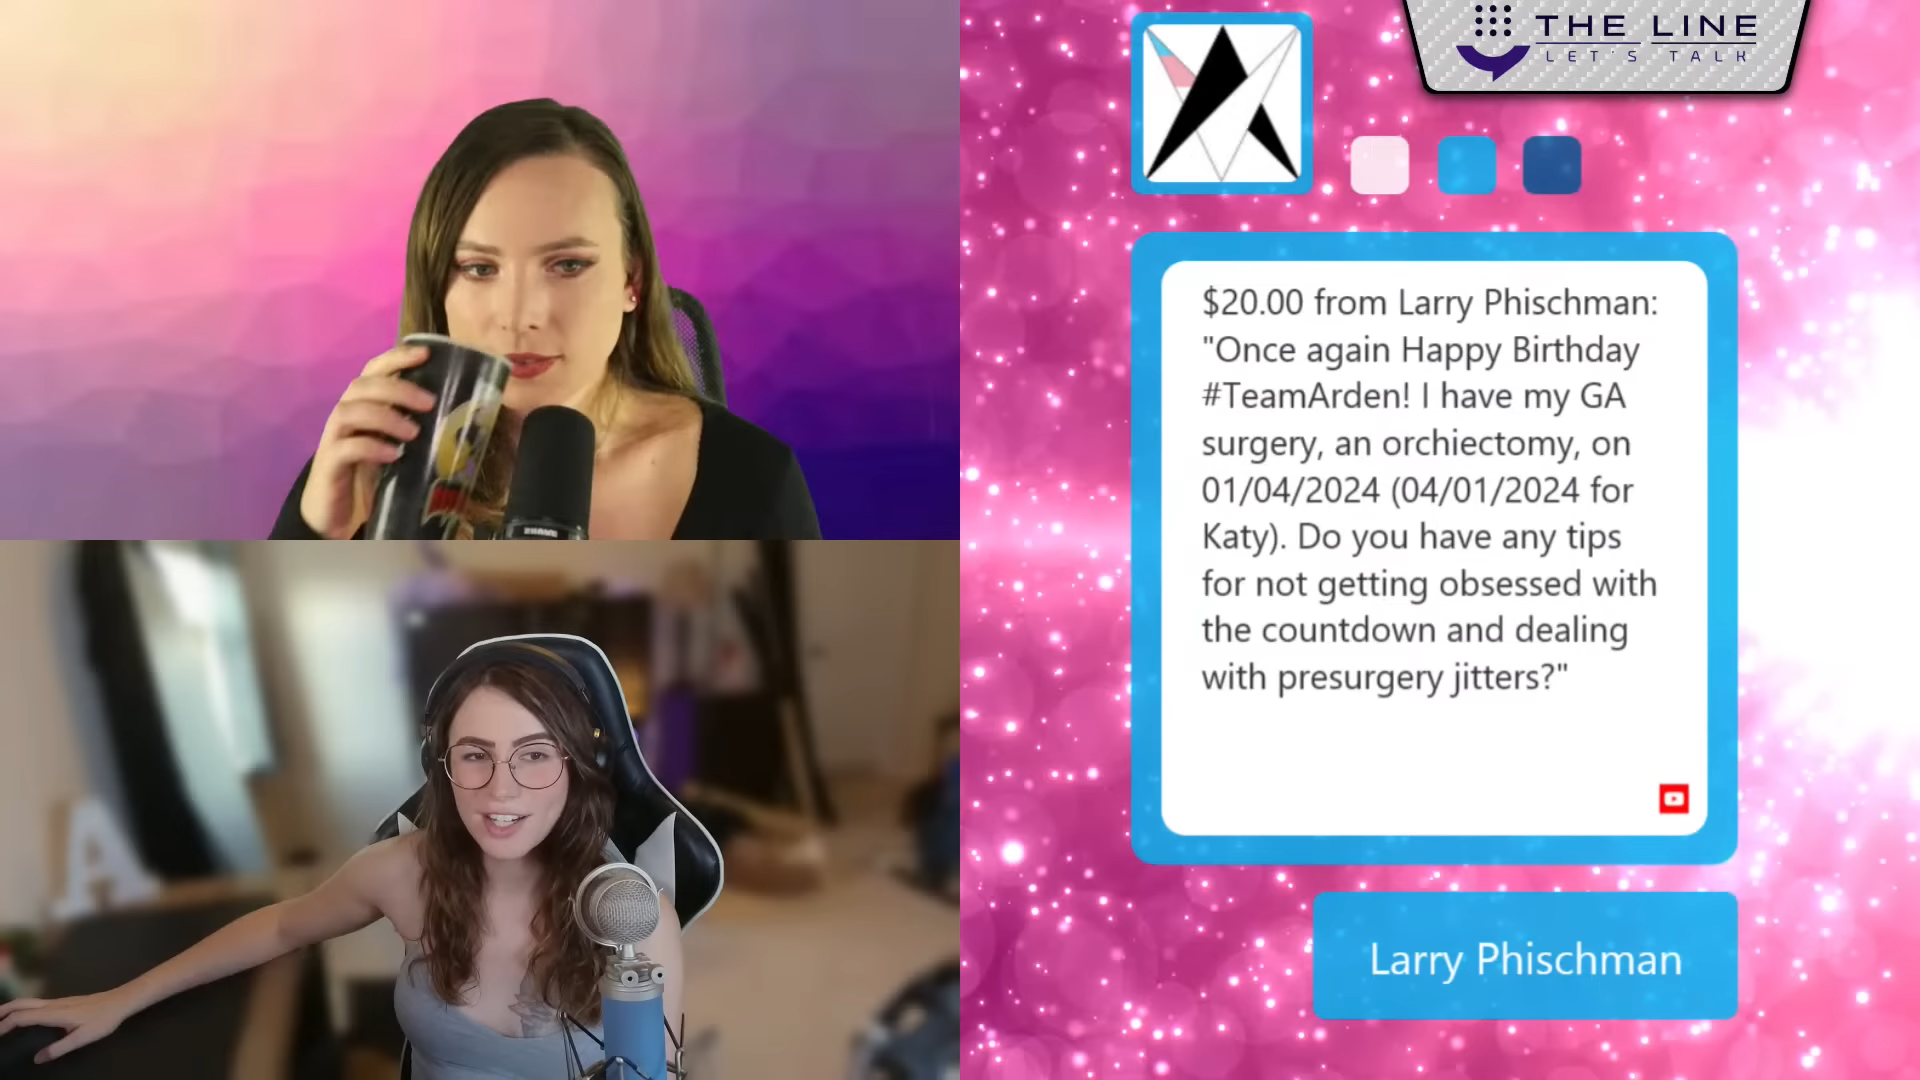 THE LINE
LET'S TALK
$20.00 from Larry Phischman:
"Once again Happy Birthday
#TeamArden! I have my GA
surgery, an orchiectomy, on
01/04/2024 (04/01/2024 for
Katy). Do you have any tips
for not getting obsessed with
the countdown and dealing
with presurgery jitters?"
Larry Phischman
A